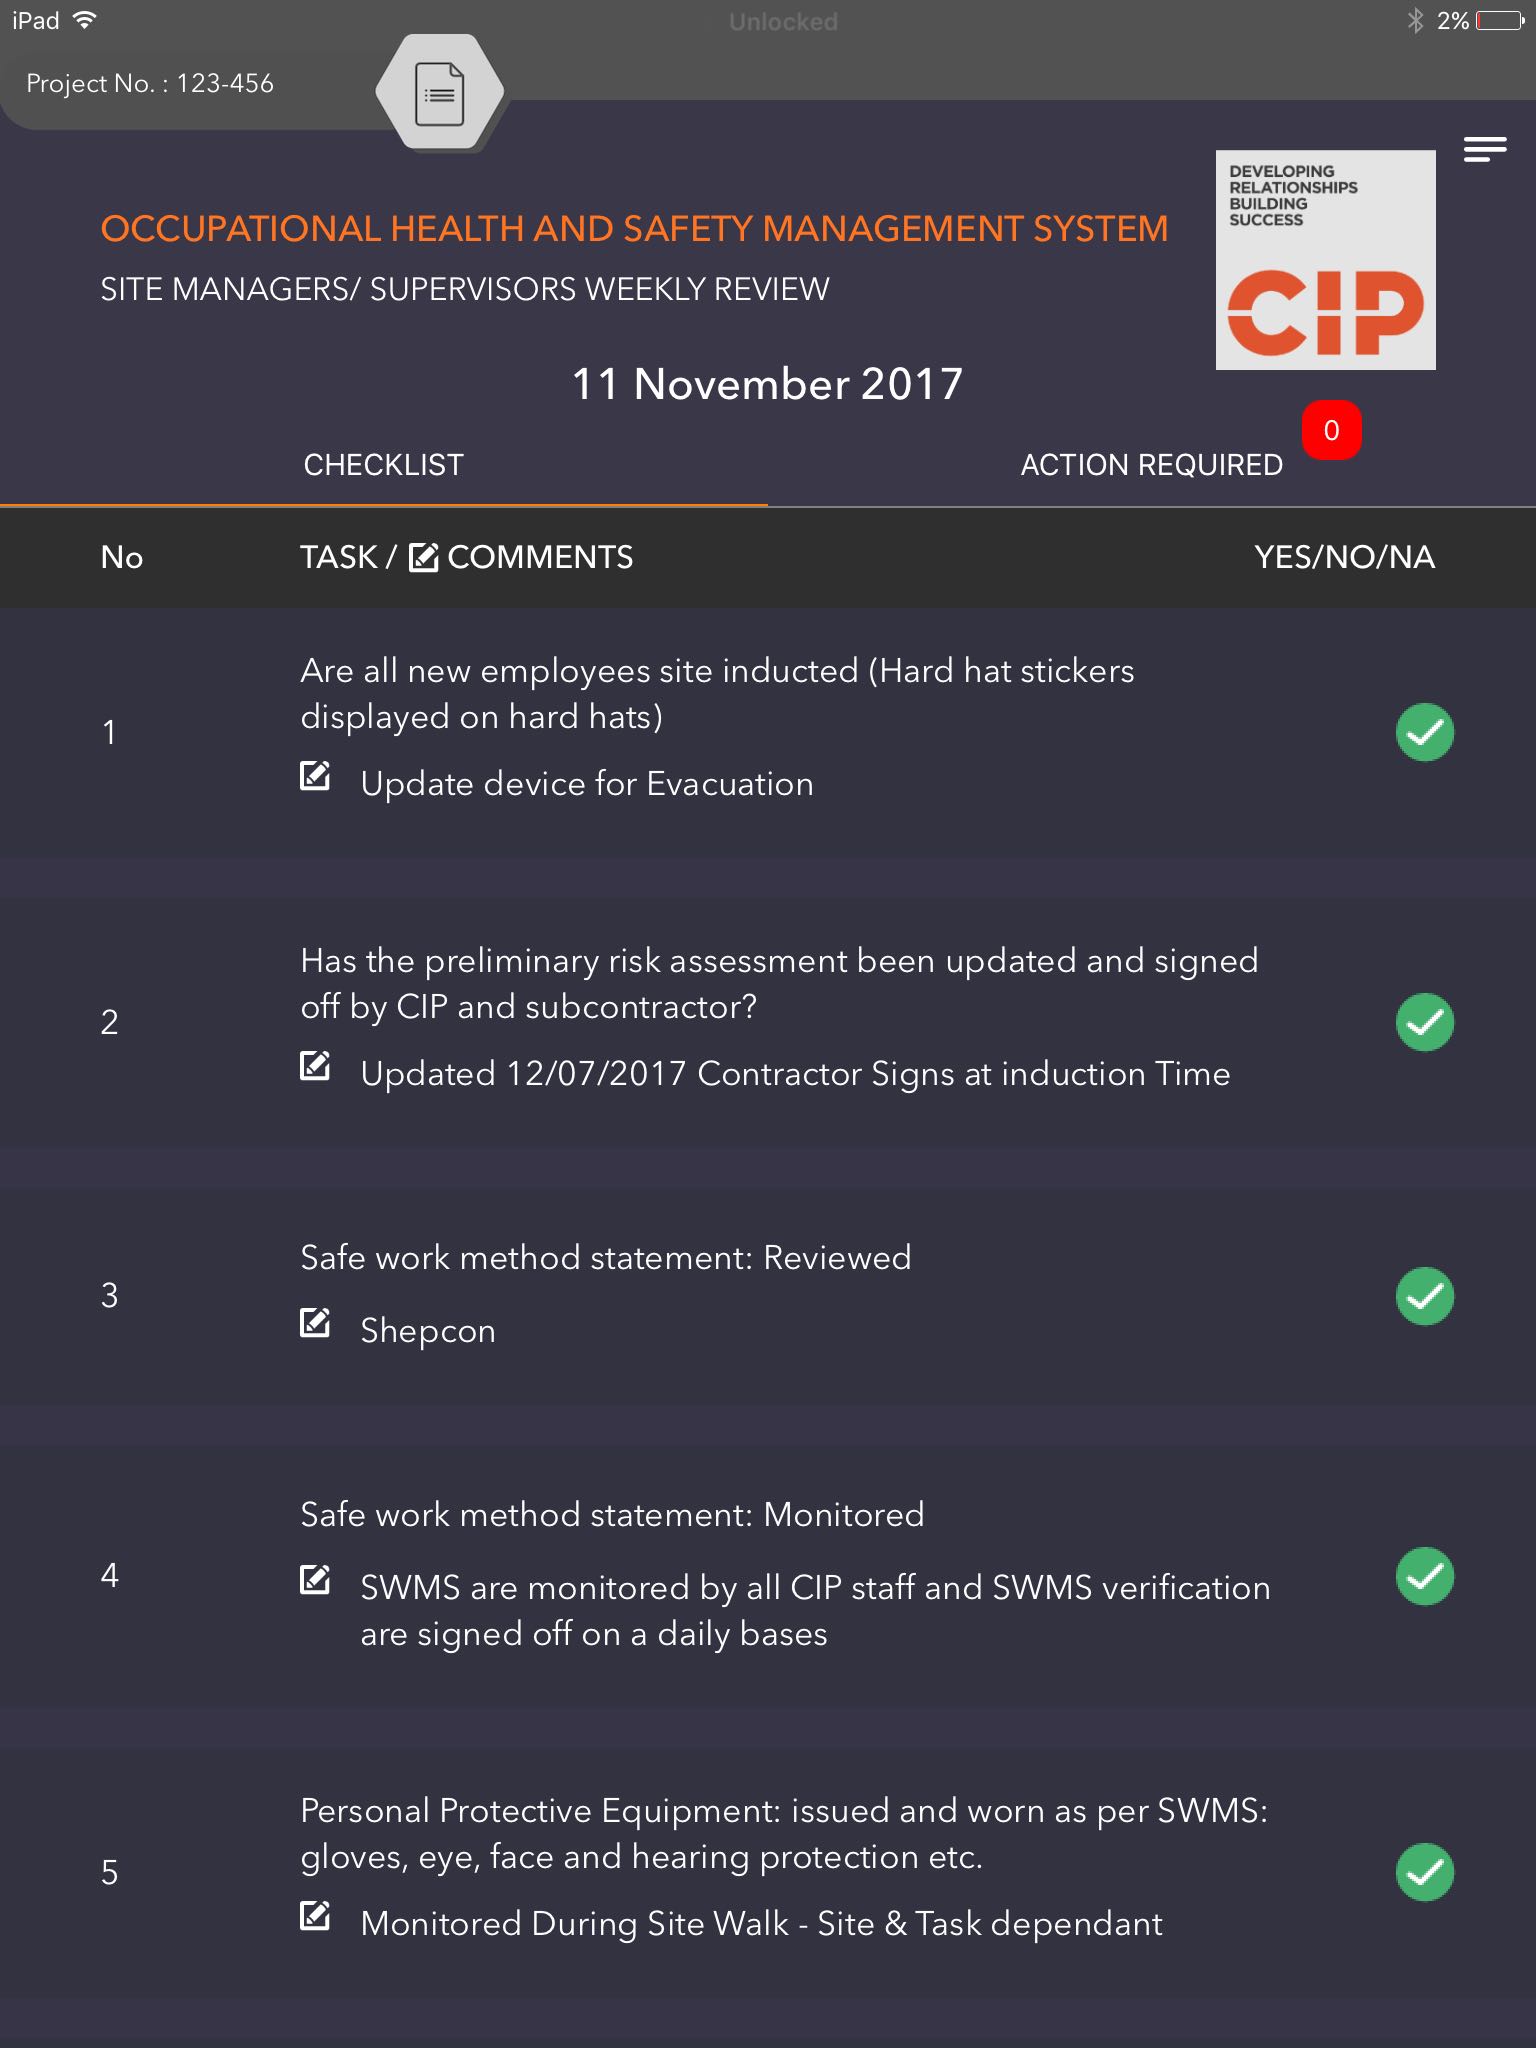 iPad
Unlocked
2%
Project No. : 123-456
DEVELOPING
RELATIONSHIPS
BUILDING
SUCCESS
CIP
OCCUPATIONAL HEALTH AND SAFETY MANAGEMENT SYSTEM
SITE MANAGERS/ SUPERVISORS WEEKLY REVIEW
11 November 2017
CHECKLIST
ACTION REQUIRED
0
No TASK / COMMENTS YES/NO/NA
1
Are all new employees site inducted (Hard hat stickers
displayed on hard hats)
Update device for Evacuation
2
Has the preliminary risk assessment been updated and signed
off by CIP and subcontractor?
Updated 12/07/2017 Contractor Signs at induction Time
3
Safe work method statement: Reviewed
Shepcon
4
Safe work method statement: Monitored
SWMS are monitored by all CIP staff and SWMS verification
are signed off on a daily bases
5
Personal Protective Equipment: issued and worn as per SWMS:
gloves, eye, face and hearing protection etc.
Monitored During Site Walk - Site & Task dependant